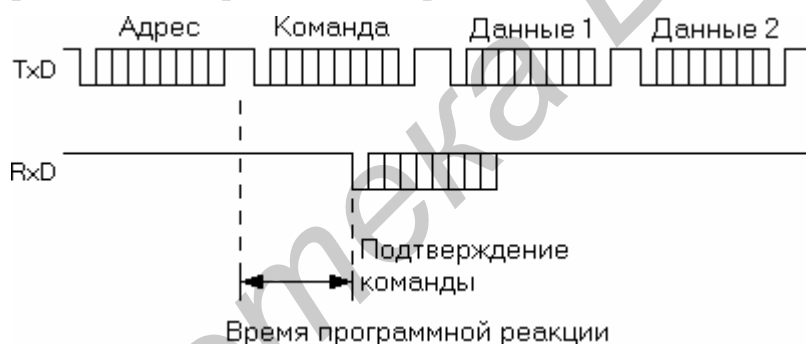 Адрес Команда Данные 1 Данные 2
TxD
RxD
Подтверждение
команды
Время программной реакции